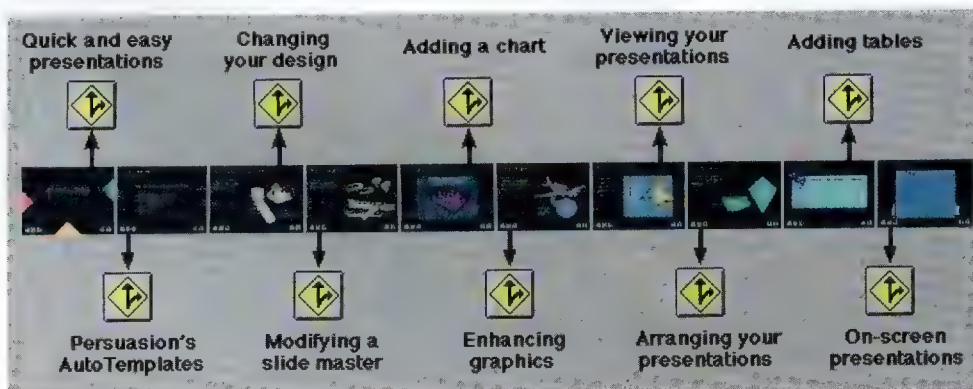 Quick and easy
presentations
Changing
your design
Adding a chart
Viewing your
presentations
Adding tables
Persuasion's
AutoTemplates
Modifying a
slide master
Enhancing
graphics
Arranging your
presentations
On-screen
presentations